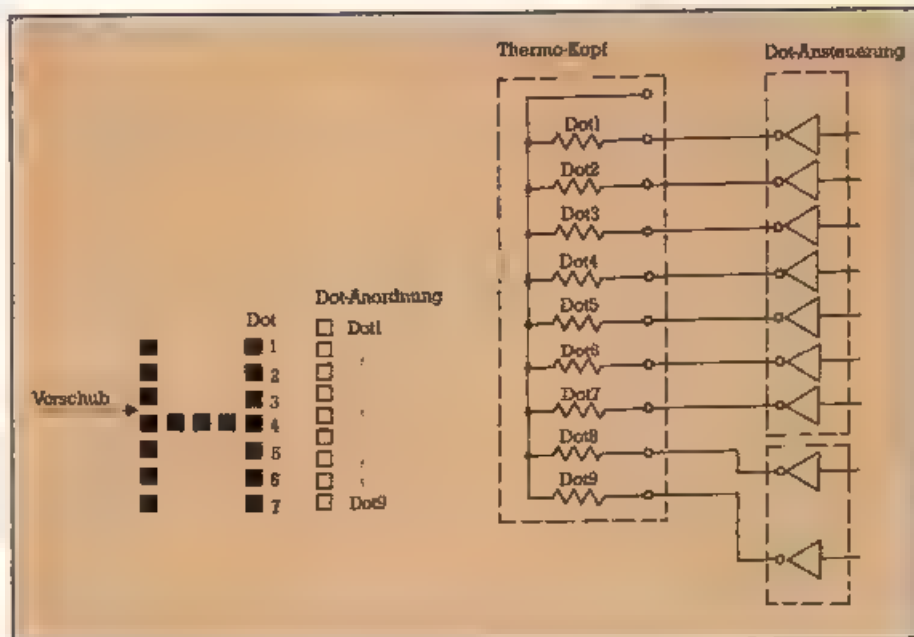 Thermo-Kopf
Dot-Ansteuerung
Dot1
Dot2
Dot3
Dot4
Dot5
Dot6
Dot7
Dot8
Dot9
Dot-Anordnung
Dot
Dot1
1
2
3
Vorschub
4
5
6
7
Dot9